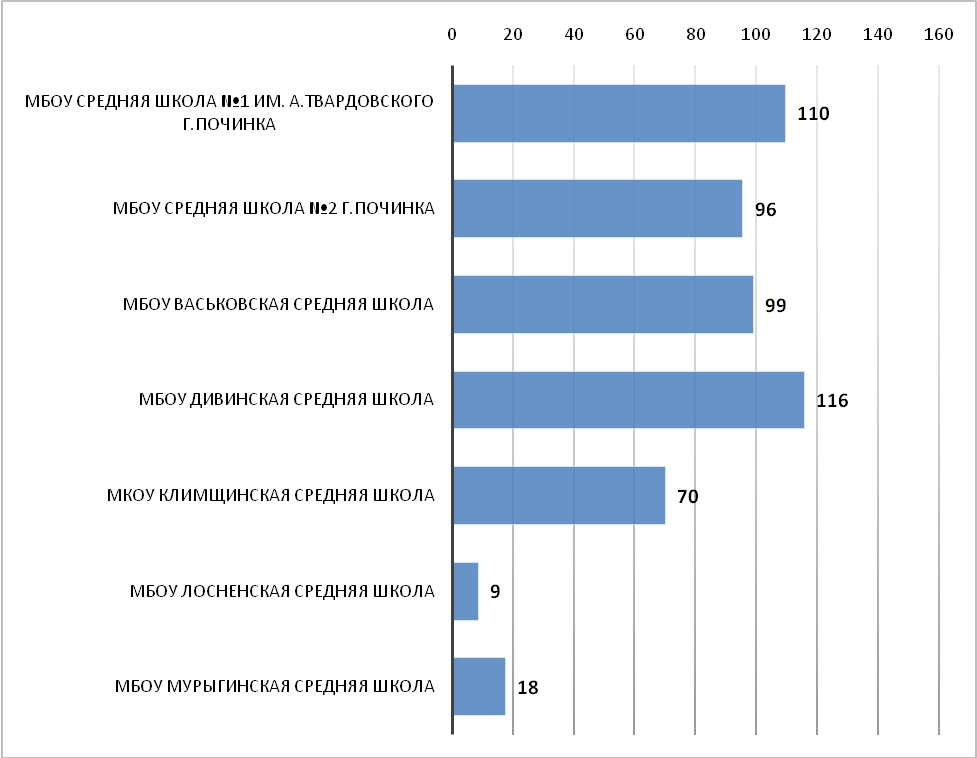 0 20 40 60 80 100 120 140 160
МБОУ СРЕДНЯЯ ШКОЛА №1 ИМ. А.ТВАРДОВСКОГО
Г.ПОЧИНКА
110
МБОУ СРЕДНЯЯ ШКОЛА №2 Г.ПОЧИНКА
96
МБОУ ВАСЬКОВСКАЯ СРЕДНЯЯ ШКОЛА
99
МБОУ ДИВИНСКАЯ СРЕДНЯЯ ШКОЛА
116
МКОУ КЛИМЩИНСКАЯ СРЕДНЯЯ ШКОЛА
70
МБОУ ЛОСНЕНСКАЯ СРЕДНЯЯ ШКОЛА
9
МБОУ МУРЫГИНСКАЯ СРЕДНЯЯ ШКОЛА
18